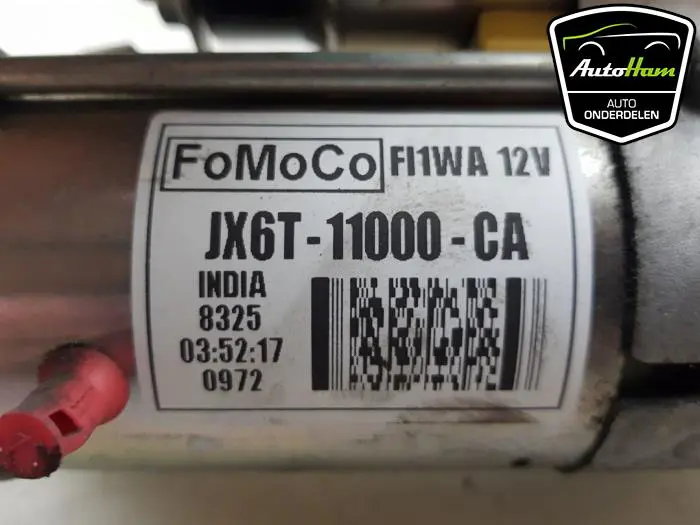 AutoHam
AUTO
ONDERDELEN
FoMoCo FI1WA 12V
JX6T-11000-CA
INDIA
8325
03:52:17
0972